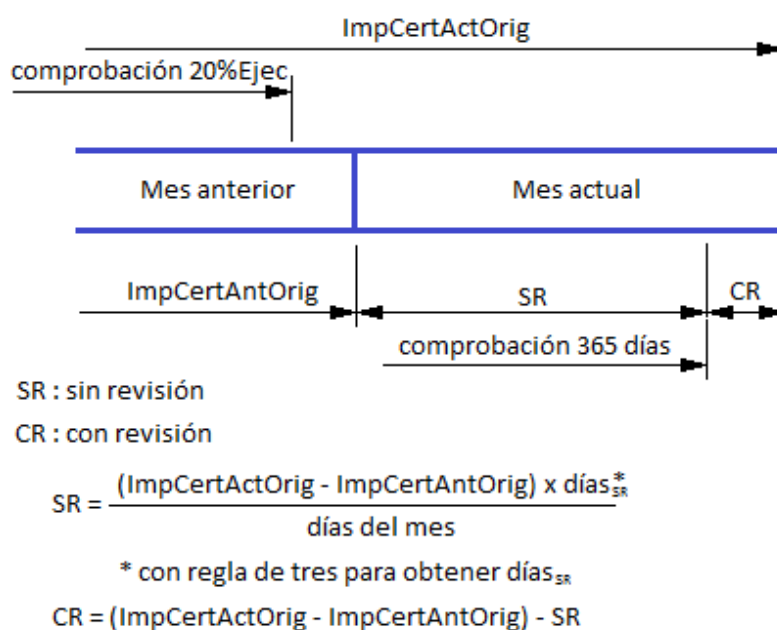 ImpCertActOrig
comprobación 20%Ejec
Mes anterior
Mes actual
ImpCertAntOrig
SR
CR
comprobación 365 días
SR : sin revisión
CR : con revisión
SR = (ImpCertActOrig - ImpCertAntOrig) x días*SR
días del mes
* con regla de tres para obtener díasSR
CR = (ImpCertActOrig - ImpCertAntOrig) - SR